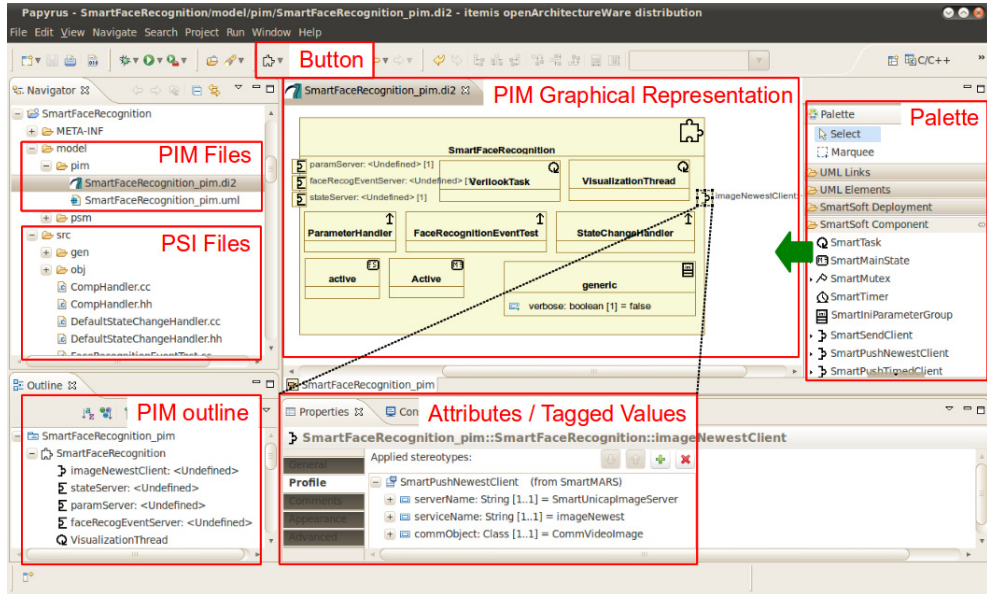 Papyrus - SmartFaceRecognition/model/pim/SmartFaceRecognition_pim.di2 - itemis openArchitectureWare distribution
File Edit View Navigate Search Project Run Window Help
Button
C/C++
»
Navigator
SmartFaceRecognition
META-INF
model
pim
SmartFaceRecognition_pim.di2
SmartFaceRecognition_pim.uml
psm
PIM Files
src
gen
obj
CompHandler.cc
CompHandler.hh
DefaultStateChangeHandler.cc
DefaultStateChangeHandler.hh
FaceRecognitionEventTest.cc
PSI Files
SmartFaceRecognition_pim.di2
PIM Graphical Representation
SmartFaceRecognition
paramServer: <Undefined> [1]
faceRecogEventServer: <Undefined> [1]
stateServer: <Undefined> [1]
VerilookTask
VisualizationThread
imageNewestClient:
ParameterHandler
FaceRecognitionEventTest
StateChangeHandler
active
Active
generic
verbose: boolean [1] = false
SmartFaceRecognition_pim
Palette
Palette
Select
Marquee
UML Links
UML Elements
SmartSoft Deployment
SmartSoft Component
SmartTask
SmartMainState
SmartMutex
SmartTimer
SmartIniParameterGroup
SmartSendClient
SmartPushNewestClient
SmartPushTimedClient
Outline
PIM outline
SmartFaceRecognition_pim
SmartFaceRecognition
imageNewestClient: <Undefined>
stateServer: <Undefined>
paramServer: <Undefined>
faceRecogEventServer: <Undefined>
VisualizationThread
Properties
Con
Attributes / Tagged Values
SmartFaceRecognition_pim::SmartFaceRecognition::imageNewestClient
General
Profile
Comments
Appearance
Advanced
Applied stereotypes:
SmartPushNewestClient (from SmartMARS)
serverName: String [1..1] = SmartUnicapImageServer
serviceName: String [1..1] = imageNewest
commObject: Class [1..1] = CommVideoImage